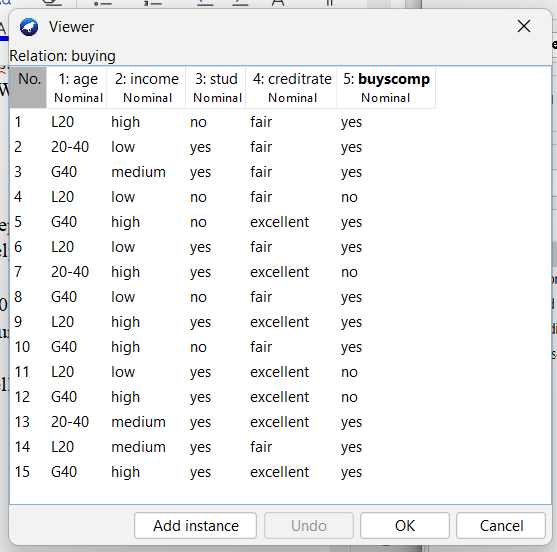 Viewer
Relation: buying
No. 1: age 2: income 3: stud 4: creditrate 5: buyscomp
Nominal Nominal Nominal Nominal Nominal
1 L20 high no fair yes
2 20-40 low yes fair yes
3 G40 medium yes fair yes
4 L20 low no fair no
5 G40 high no excellent yes
6 L20 low yes fair yes
7 20-40 high yes excellent no
8 G40 low no fair yes
9 L20 high yes excellent yes
10 G40 high no fair yes
11 L20 low yes excellent no
12 G40 high yes excellent no
13 20-40 medium yes excellent yes
14 L20 medium yes fair yes
15 G40 high yes excellent yes
Add instance Undo OK Cancel